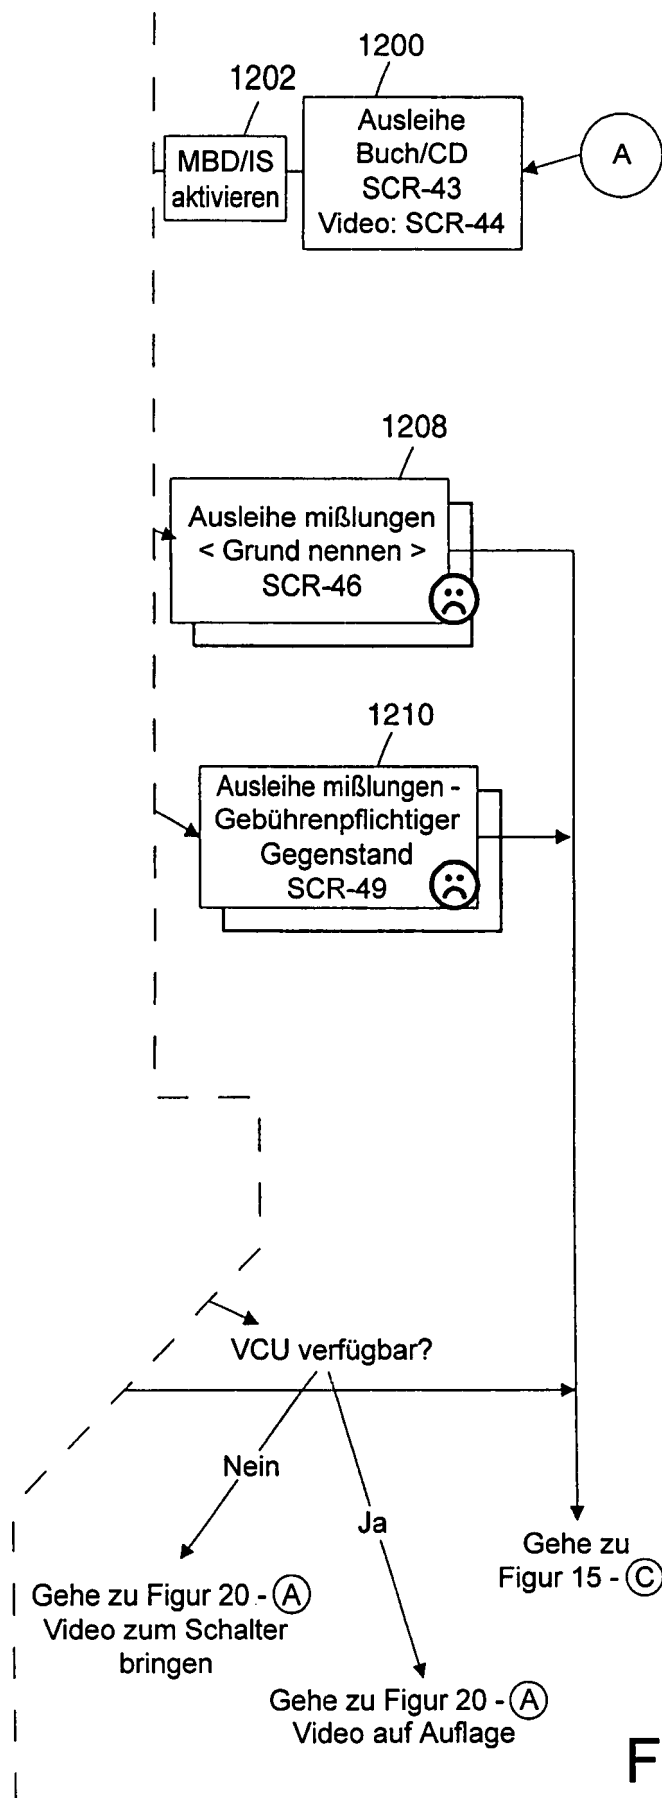 1200
1202
Ausleihe
Buch/CD
SCR-43
Video: SCR-44
MBD/IS
aktivieren
A
1208
Ausleihe mißlungen
< Grund nennen >
SCR-46
1210
Ausleihe mißlungen -
Gebührenpflichtiger
Gegenstand
SCR-49
VCU verfügbar?
Nein
Ja
Gehe zu
Figur 15 - C
Gehe zu Figur 20 - A
Video zum Schalter
bringen
Gehe zu Figur 20 - A
Video auf Auflage
F